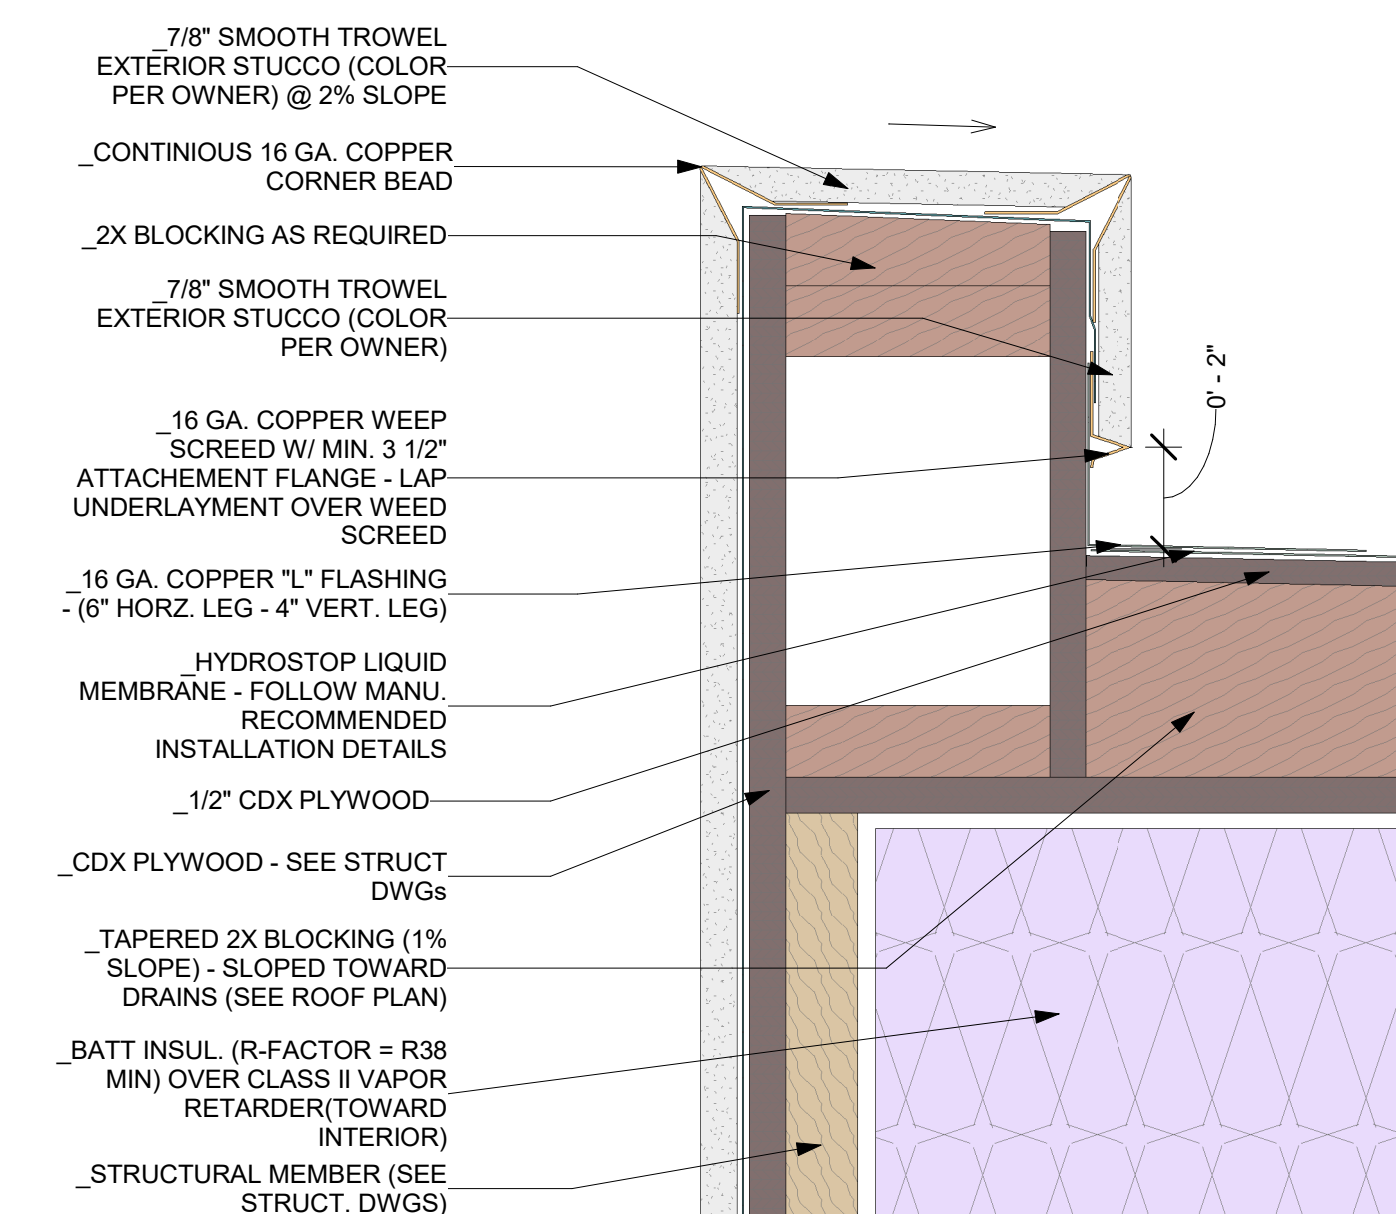 _7/8" SMOOTH TROWEL
EXTERIOR STUCCO (COLOR
PER OWNER) @ 2% SLOPE
_CONTINIOUS 16 GA. COPPER
CORNER BEAD
_2X BLOCKING AS REQUIRED
_7/8" SMOOTH TROWEL
EXTERIOR STUCCO (COLOR
PER OWNER)
0' - 2"
_16 GA. COPPER WEEP
SCREED W/ MIN. 3 1/2"
ATTACHEMENT FLANGE - LAP
UNDERLAYMENT OVER WEED
SCREED
_16 GA. COPPER "L" FLASHING
- (6" HORZ. LEG - 4" VERT. LEG)
_HYDROSTOP LIQUID
MEMBRANE - FOLLOW MANU.
RECOMMENDED
INSTALLATION DETAILS
_1/2" CDX PLYWOOD
_CDX PLYWOOD - SEE STRUCT
DWGs
_TAPERED 2X BLOCKING (1%
SLOPE) - SLOPED TOWARD
DRAINS (SEE ROOF PLAN)
_BATT INSUL. (R-FACTOR = R38
MIN) OVER CLASS II VAPOR
RETARDER(TOWARD
INTERIOR)
_STRUCTURAL MEMBER (SEE
STRUCT. DWGS)